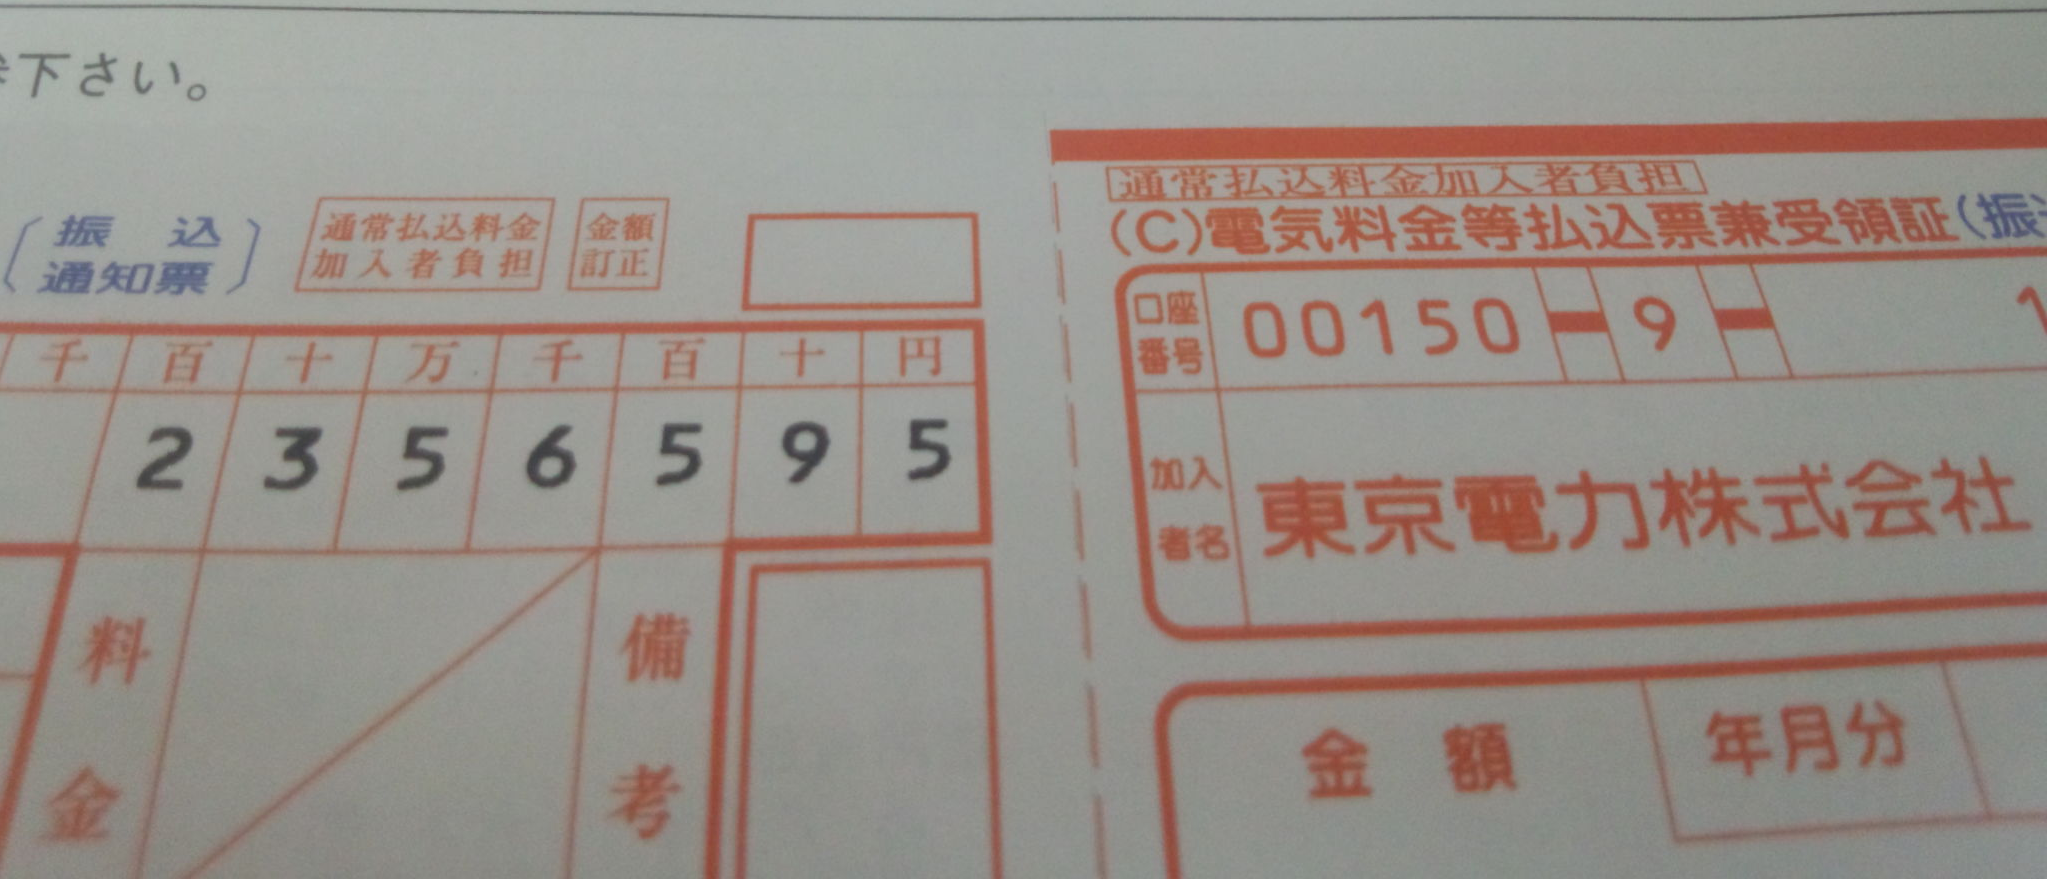 下さい。
振込
通知票
通常払込料金
加入者負担
金額
訂正
千 百 十 万 千 百 十 円
2 3 5 6 5 9 5
料金
備考
通常払込料金加入者負担
(C)電気料金等払込票兼受領証(振
口座
番号
00150-9-1
加入
者名
東京電力株式会社
金額
年月分